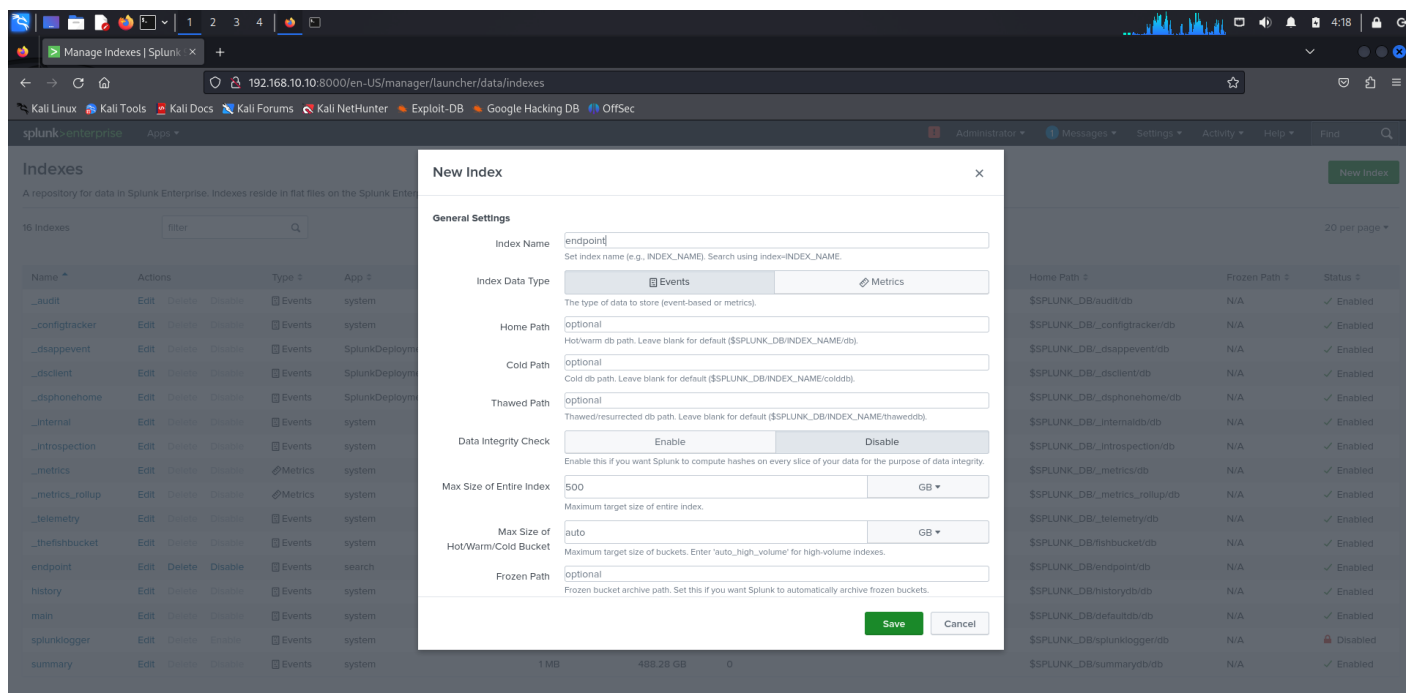 1 2 3 4 4:18
Manage Indexes | Splunk
192.168.10.10:8000/en-US/manager/launcher/data/indexes
Kali Linux Kali Tools Kali Docs Kali Forums Kali NetHunter Exploit-DB Google Hacking DB OffSec
splunk>enterprise Apps Administrator 1 Messages Settings Activity Help Find
Indexes
New Index
A repository for data in Splunk Enterprise. Indexes reside in flat files on the Splunk Enter
16 Indexes filter 20 per page
Name Actions Type App Home Path Frozen Path Status
_audit Edit Delete Disable Events system $SPLUNK_DB/audit/db N/A Enabled
_configtracker Edit Delete Disable Events system $SPLUNK_DB/_configtracker/db N/A Enabled
_dsappevent Edit Delete Disable Events SplunkDeploym $SPLUNK_DB/_dsappevent/db N/A Enabled
_dsclient Edit Delete Disable Events SplunkDeploym $SPLUNK_DB/_dsclient/db N/A Enabled
_dsphonehome Edit Delete Disable Events SplunkDeploym $SPLUNK_DB/_dsphonehome/db N/A Enabled
_internal Edit Delete Disable Events system $SPLUNK_DB/_internaldb/db N/A Enabled
_introspection Edit Delete Disable Events system $SPLUNK_DB/_introspection/db N/A Enabled
_metrics Edit Delete Disable Metrics system $SPLUNK_DB/_metrics/db N/A Enabled
_metrics_rollup Edit Delete Disable Metrics system $SPLUNK_DB/_metrics_rollup/db N/A Enabled
_telemetry Edit Delete Disable Events system $SPLUNK_DB/_telemetry/db N/A Enabled
_thefishbucket Edit Delete Disable Events system $SPLUNK_DB/fishbucket/db N/A Enabled
endpoint Edit Delete Disable Events search $SPLUNK_DB/endpoint/db N/A Enabled
history Edit Delete Disable Events system $SPLUNK_DB/historydb/db N/A Enabled
main Edit Delete Disable Events system $SPLUNK_DB/defaultdb/db N/A Enabled
splunklogger Edit Delete Enable Events system $SPLUNK_DB/splunklogger/db N/A Disabled
summary Edit Delete Disable Events system 1 MB 488.28 GB 0 $SPLUNK_DB/summarydb/db N/A Enabled
New Index
General Settings
Index Name endpoint
Set index name (e.g., INDEX_NAME). Search using index=INDEX_NAME.
Index Data Type Events Metrics
The type of data to store (event-based or metrics).
Home Path optional
Hot/warm db path. Leave blank for default ($SPLUNK_DB/INDEX_NAME/db).
Cold Path optional
Cold db path. Leave blank for default ($SPLUNK_DB/INDEX_NAME/colddb).
Thawed Path optional
Thawed/resurrected db path. Leave blank for default ($SPLUNK_DB/INDEX_NAME/thaweddb).
Data Integrity Check Enable Disable
Enable this if you want Splunk to compute hashes on every slice of your data for the purpose of data integrity.
Max Size of Entire Index 500 GB
Maximum target size of entire index.
Max Size of Hot/Warm/Cold Bucket auto GB
Maximum target size of buckets. Enter 'auto_high_volume' for high-volume indexes.
Frozen Path optional
Frozen bucket archive path. Set this if you want Splunk to automatically archive frozen buckets.
Save Cancel